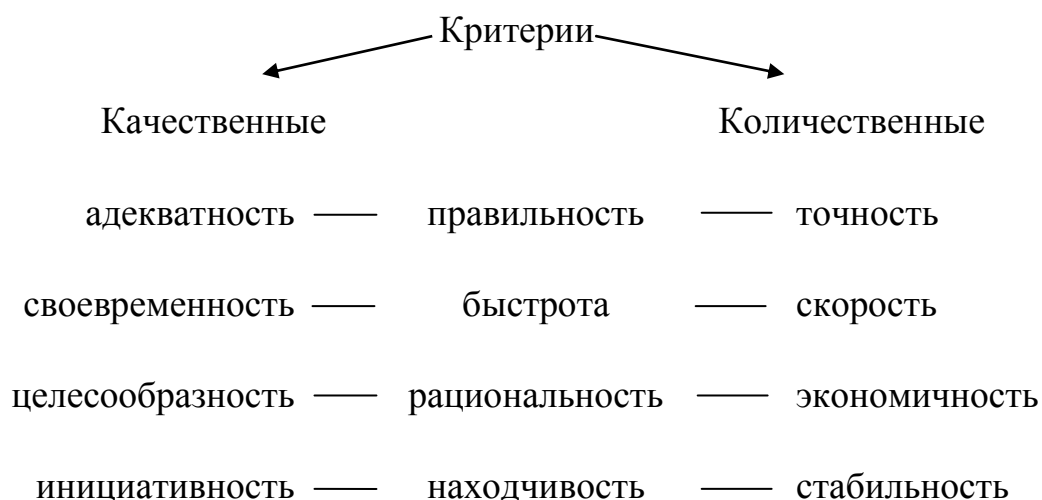 Критерии
Качественные Количественные
адекватность — правильность — точность
своевременность — быстрота — скорость
целесообразность — рациональность — экономичность
инициативность — находчивость — стабильность